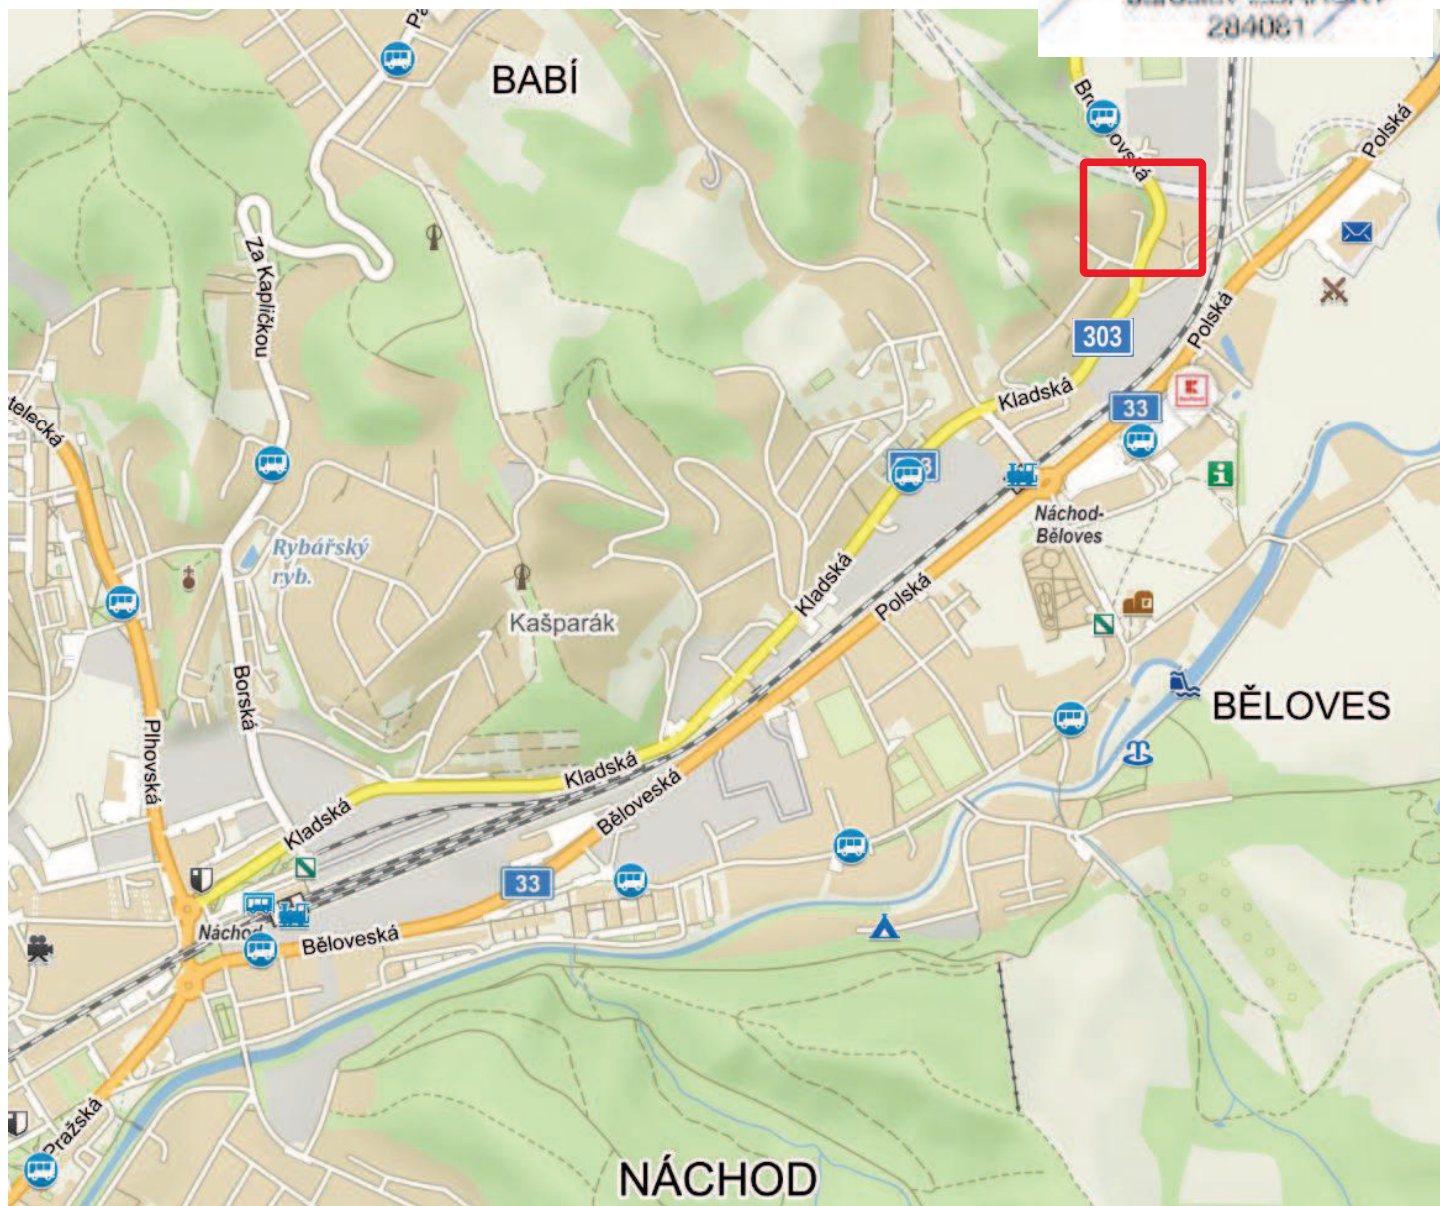 284081
BABÍ
Polská
Polská
Za Kapličkou
303
Kladská
33
Náchod-
Běloves
Rybářský
ryb.
Kladská
Polská
Kašparák
Borská
BĚLOVES
Plhovská
Kladská
Běloveská
Kladská
33
Náchod
Běloveská
Pražská
NÁCHOD